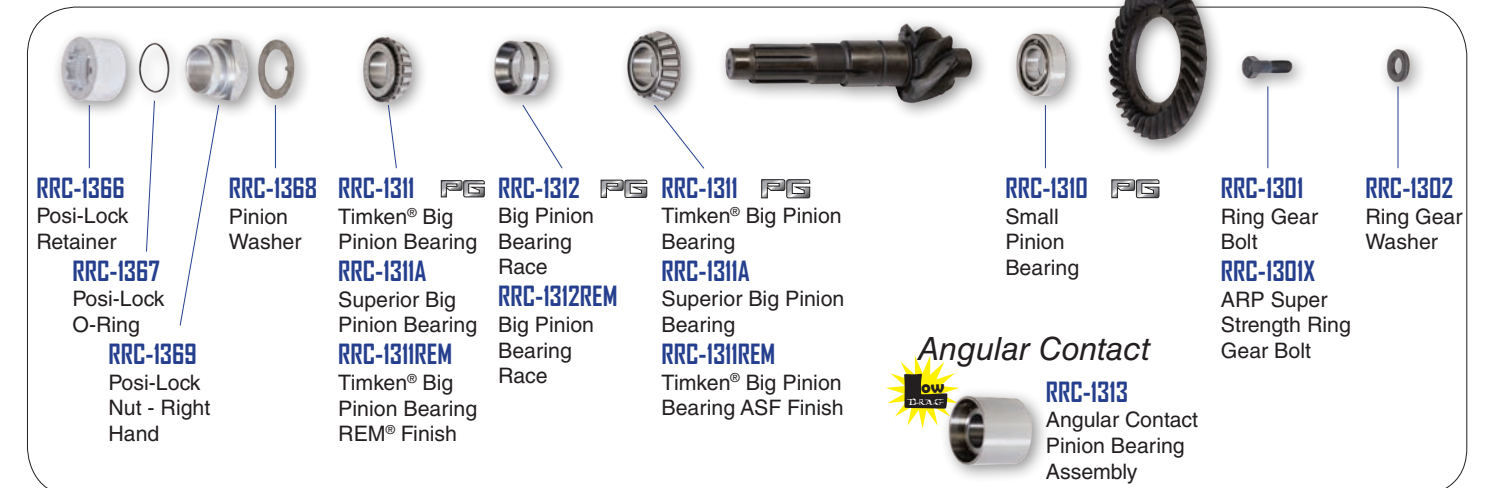 RRC-1366
Posi-Lock
Retainer
RRC-1367
Posi-Lock
O-Ring
RRC-1369
Posi-Lock
Nut - Right
Hand
RRC-1368
Pinion
Washer
RRC-1311 PG
Timken® Big
Pinion Bearing
RRC-1311A
Superior Big
Pinion Bearing
RRC-1311REM
Timken® Big
Pinion Bearing
REM® Finish
RRC-1312 PG
Big Pinion
Bearing
Race
RRC-1312REM
Big Pinion
Bearing
Race
RRC-1311 PG
Timken® Big Pinion
Bearing
RRC-1311A
Superior Big Pinion
Bearing
RRC-1311REM
Timken® Big Pinion
Bearing ASF Finish
RRC-1310 PG
Small
Pinion
Bearing
Angular Contact
Low
DRAG
RRC-1313
Angular Contact
Pinion Bearing
Assembly
RRC-1301
Ring Gear
Bolt
RRC-1301X
ARP Super
Strength Ring
Gear Bolt
RRC-1302
Ring Gear
Washer